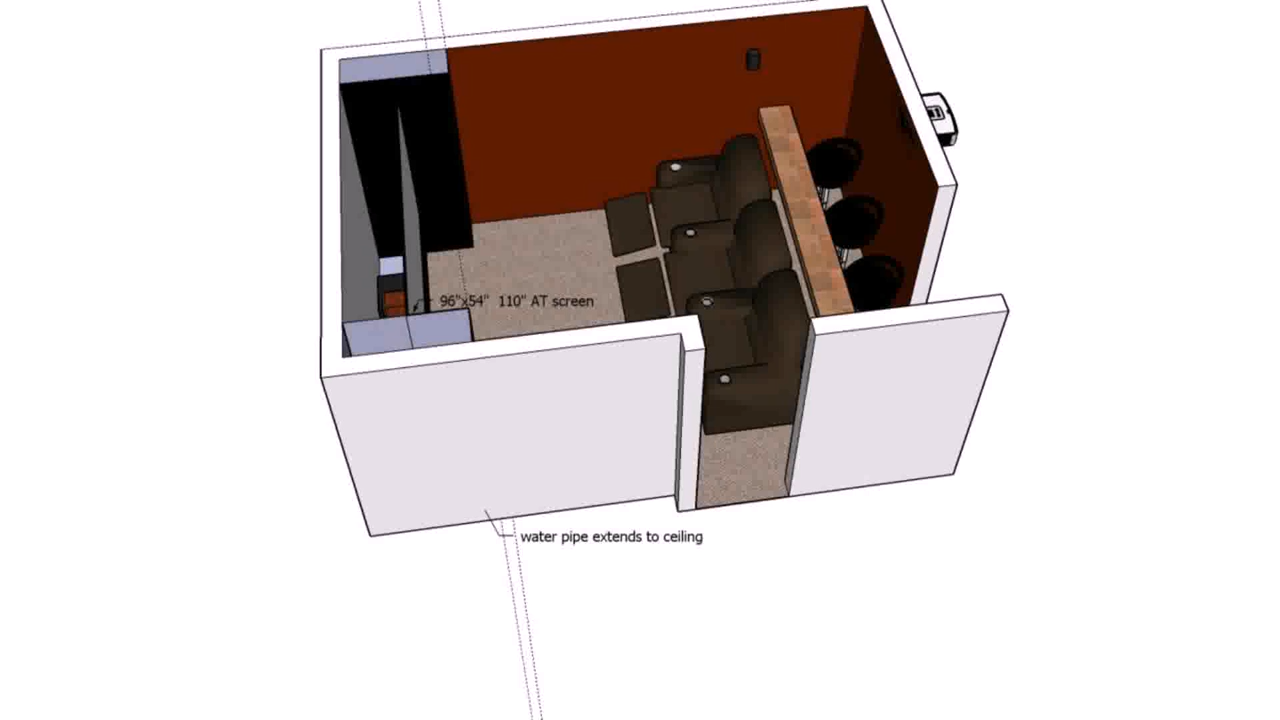 96"x54"  110" AT screen
water pipe extends to ceiling